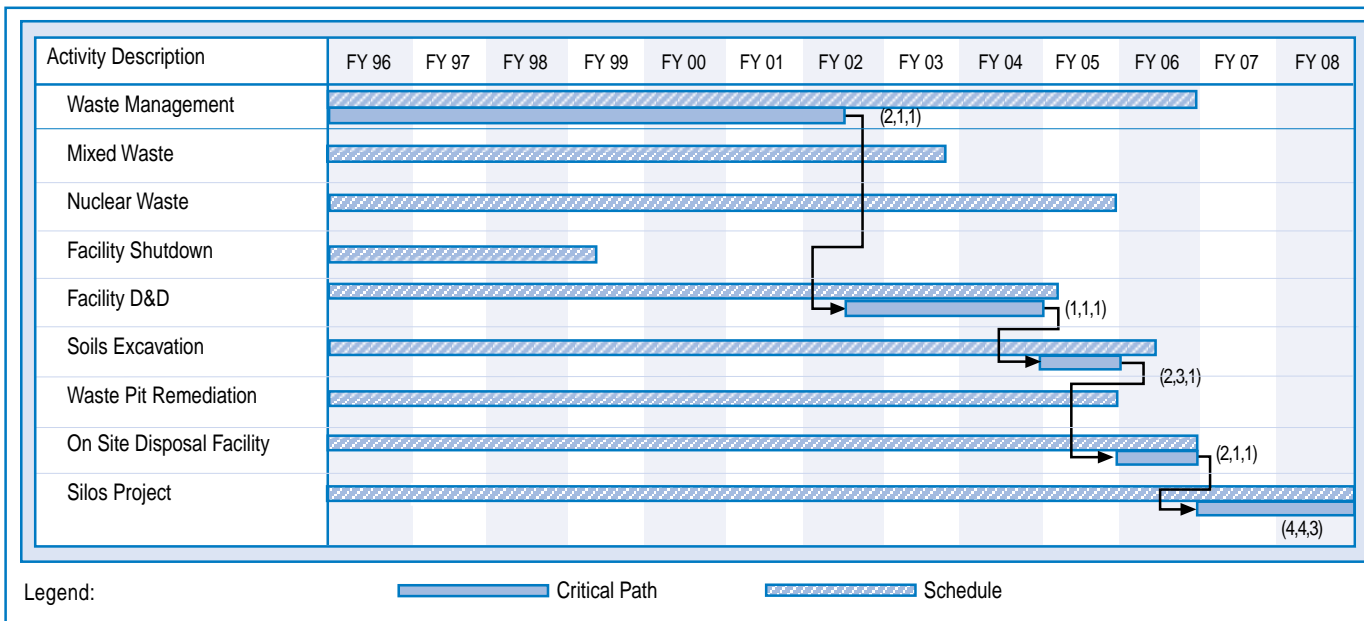 Activity Description FY 96 FY 97 FY 98 FY 99 FY 00 FY 01 FY 02 FY 03 FY 04 FY 05 FY 06 FY 07 FY 08
Waste Management
(2,1,1)
Mixed Waste
Nuclear Waste
Facility Shutdown
Facility D&D
(1,1,1)
Soils Excavation
(2,3,1)
Waste Pit Remediation
On Site Disposal Facility
(2,1,1)
Silos Project
(4,4,3)
Legend: Critical Path Schedule